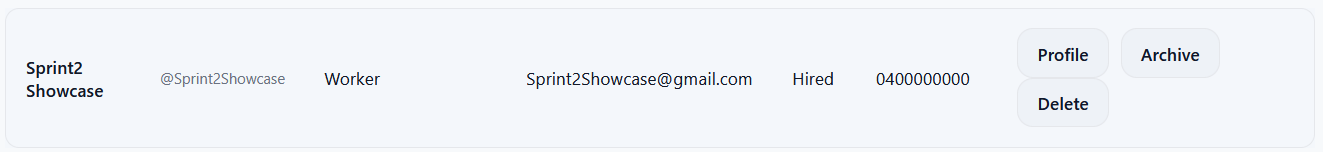 Sprint2
Showcase
@Sprint2Showcase
Worker
Sprint2Showcase@gmail.com
Hired
0400000000
Profile
Archive
Delete